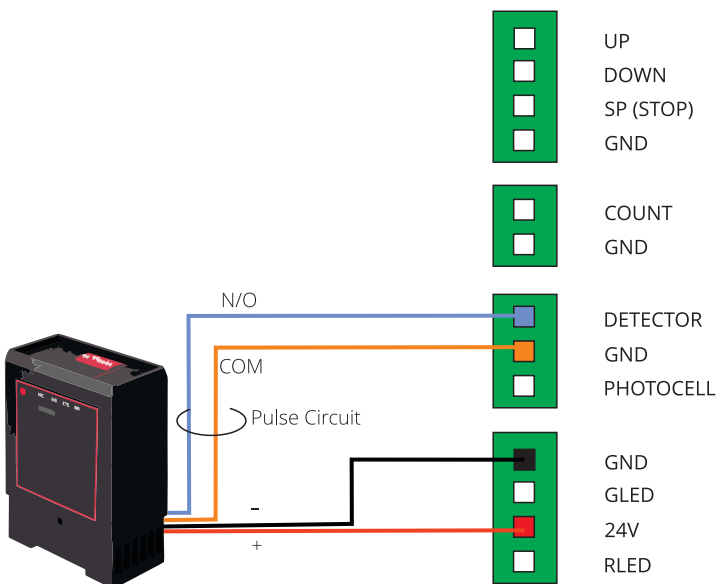 UP
DOWN
SP (STOP)
GND
COUNT
GND
N/O
DETECTOR
COM
GND
PHOTOCELL
Pulse Circuit
GND
-
GLED
24V
+
RLED